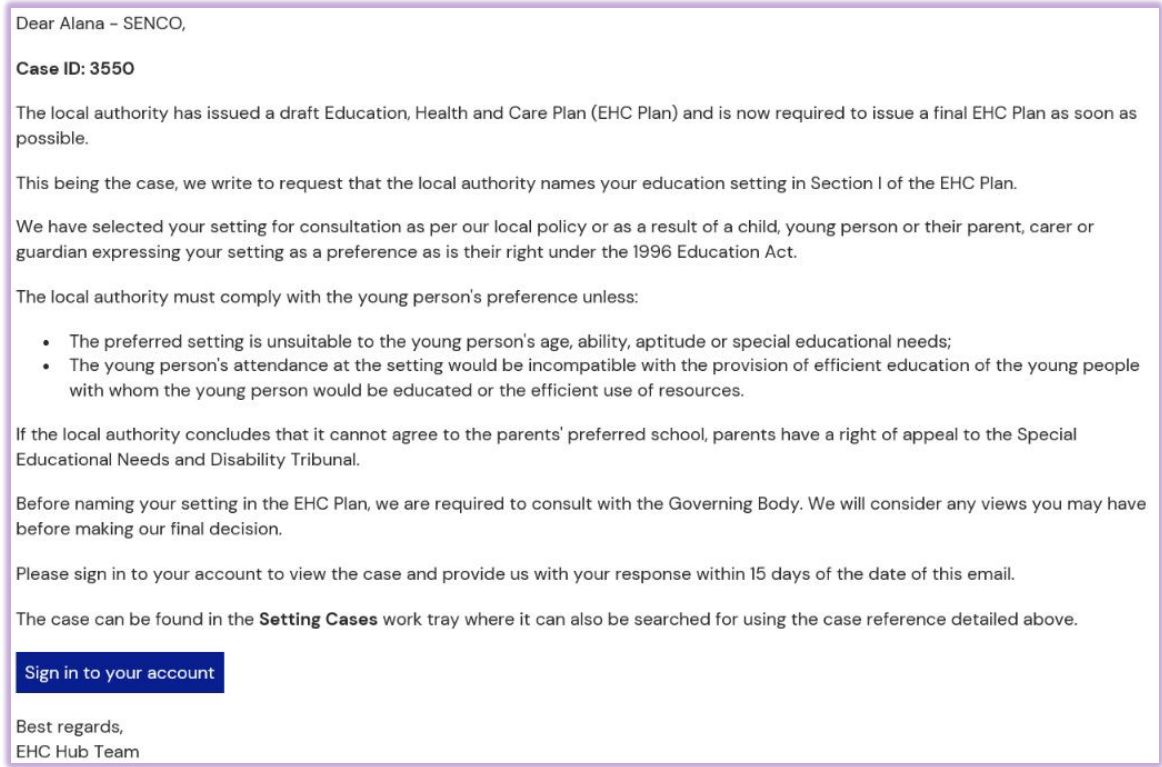 Dear Alana – SENCO,
Case ID: 3550
The local authority has issued a draft Education, Health and Care Plan (EHC Plan) and is now required to issue a final EHC Plan as soon as
possible.
This being the case, we write to request that the local authority names your education setting in Section I of the EHC Plan.
We have selected your setting for consultation as per our local policy or as a result of a child, young person or their parent, carer or
guardian expressing your setting as a preference as is their right under the 1996 Education Act.
The local authority must comply with the young person's preference unless:
• The preferred setting is unsuitable to the young person's age, ability, aptitude or special educational needs;
• The young person's attendance at the setting would be incompatible with the provision of efficient education of the young people
with whom the young person would be educated or the efficient use of resources.
If the local authority concludes that it cannot agree to the parents' preferred school, parents have a right of appeal to the Special
Educational Needs and Disability Tribunal.
Before naming your setting in the EHC Plan, we are required to consult with the Governing Body. We will consider any views you may have
before making our final decision.
Please sign in to your account to view the case and provide us with your response within 15 days of the date of this email.
The case can be found in the Setting Cases work tray where it can also be searched for using the case reference detailed above.
Sign in to your account
Best regards,
EHC Hub Team